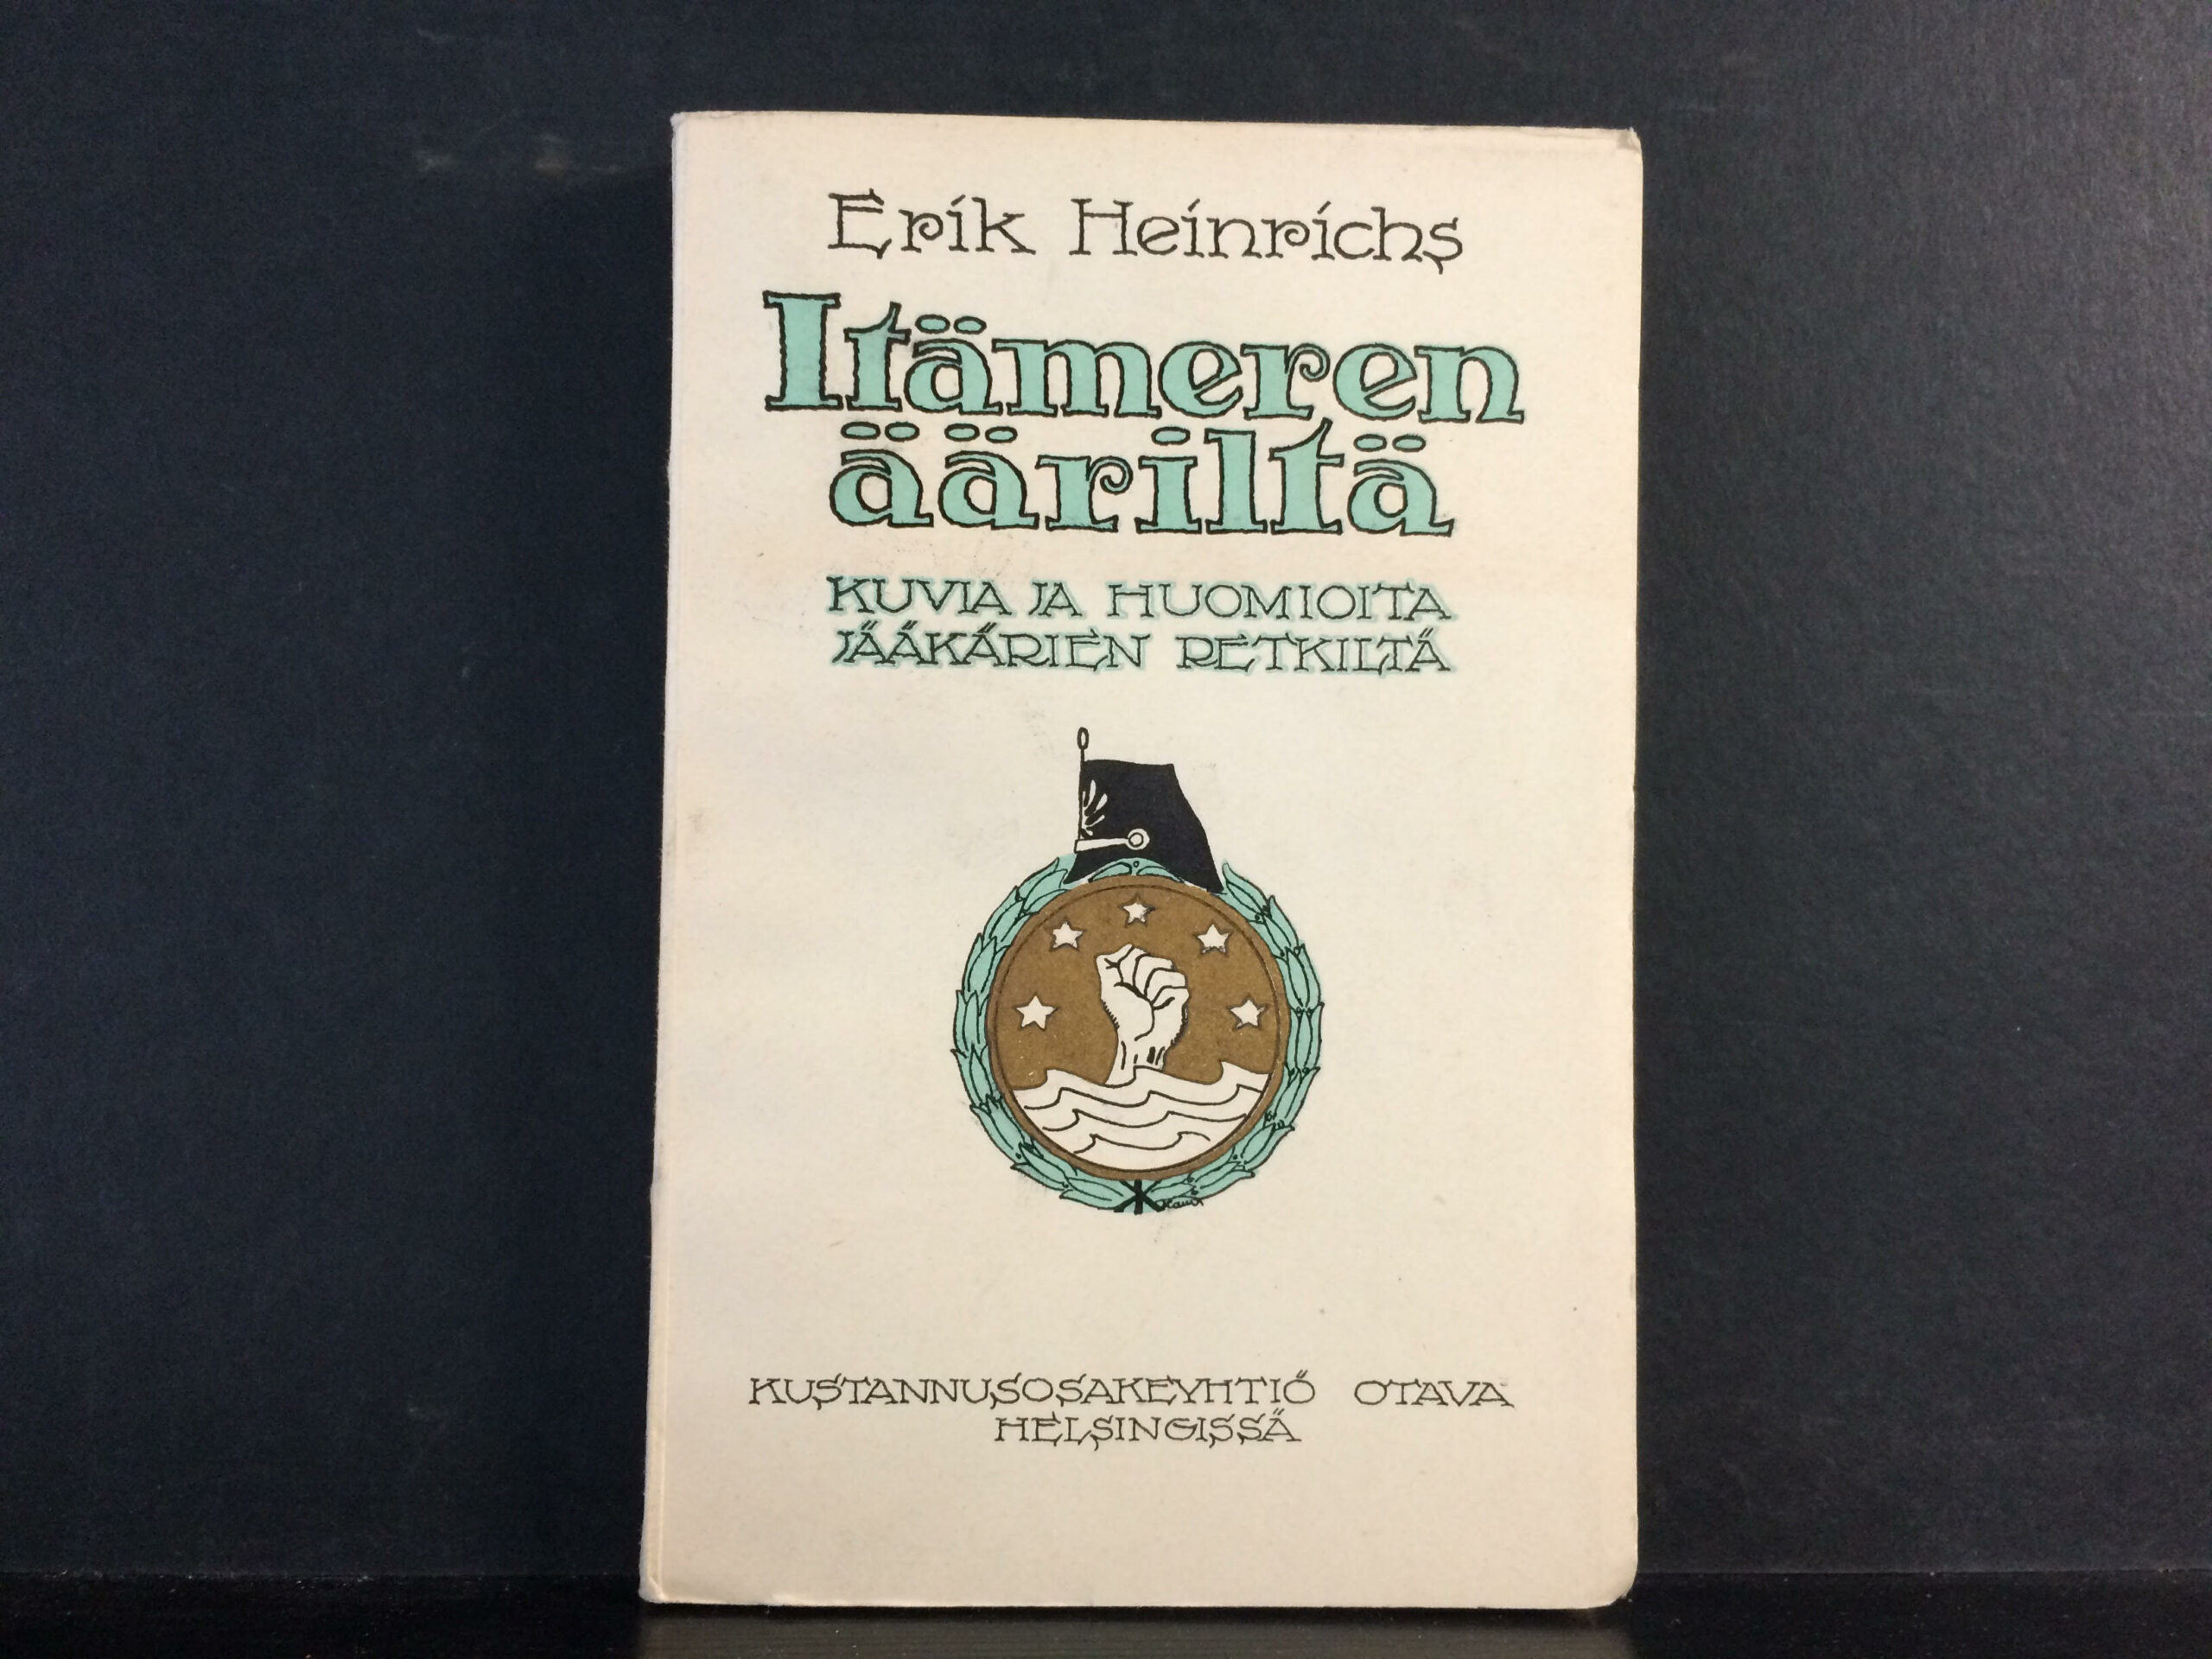 Erik Heinrichs
Itämeren
ääriltä
KUVIA JA HUOMIOITA
JÄÄKÄRIEN RETKILTÄ
KUSTANNUSOSAKEYHTIÖ OTAVA
HELSINGISSÄ